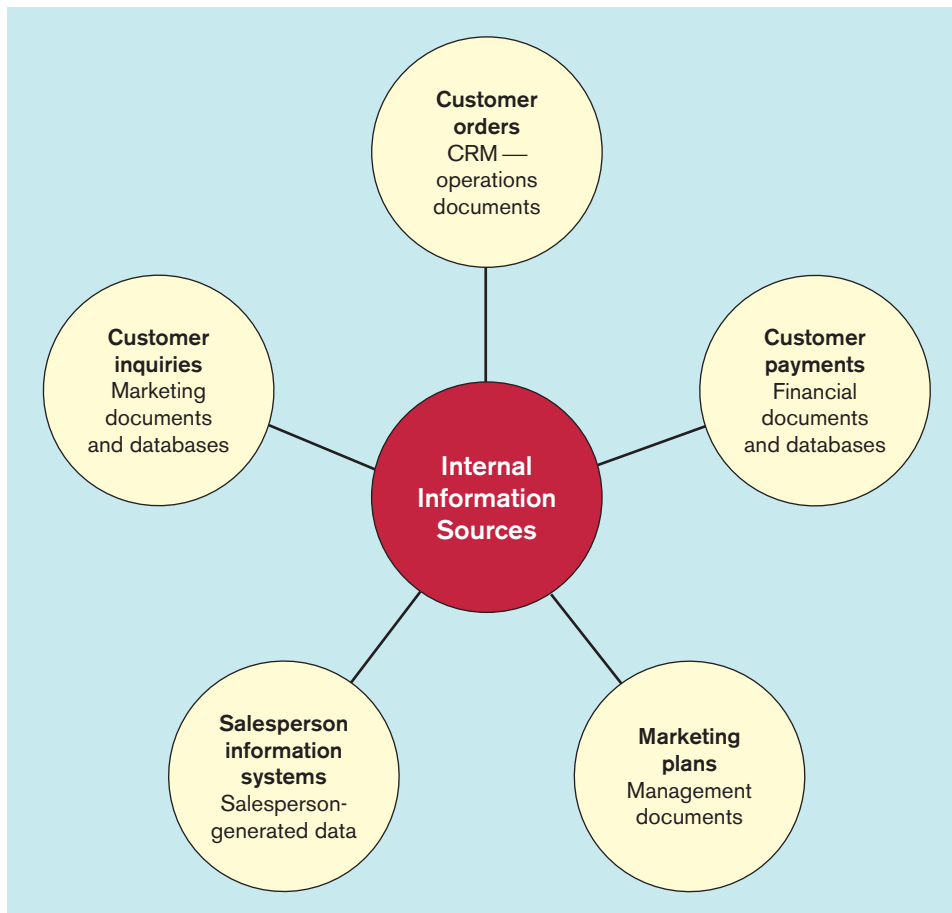 Customer
orders
CRM —
operations
documents
Customer
inquiries
Marketing
documents
and databases
Customer
payments
Financial
documents
and databases
Internal
Information
Sources
Salesperson
information
systems
Salesperson-
generated data
Marketing
plans
Management
documents